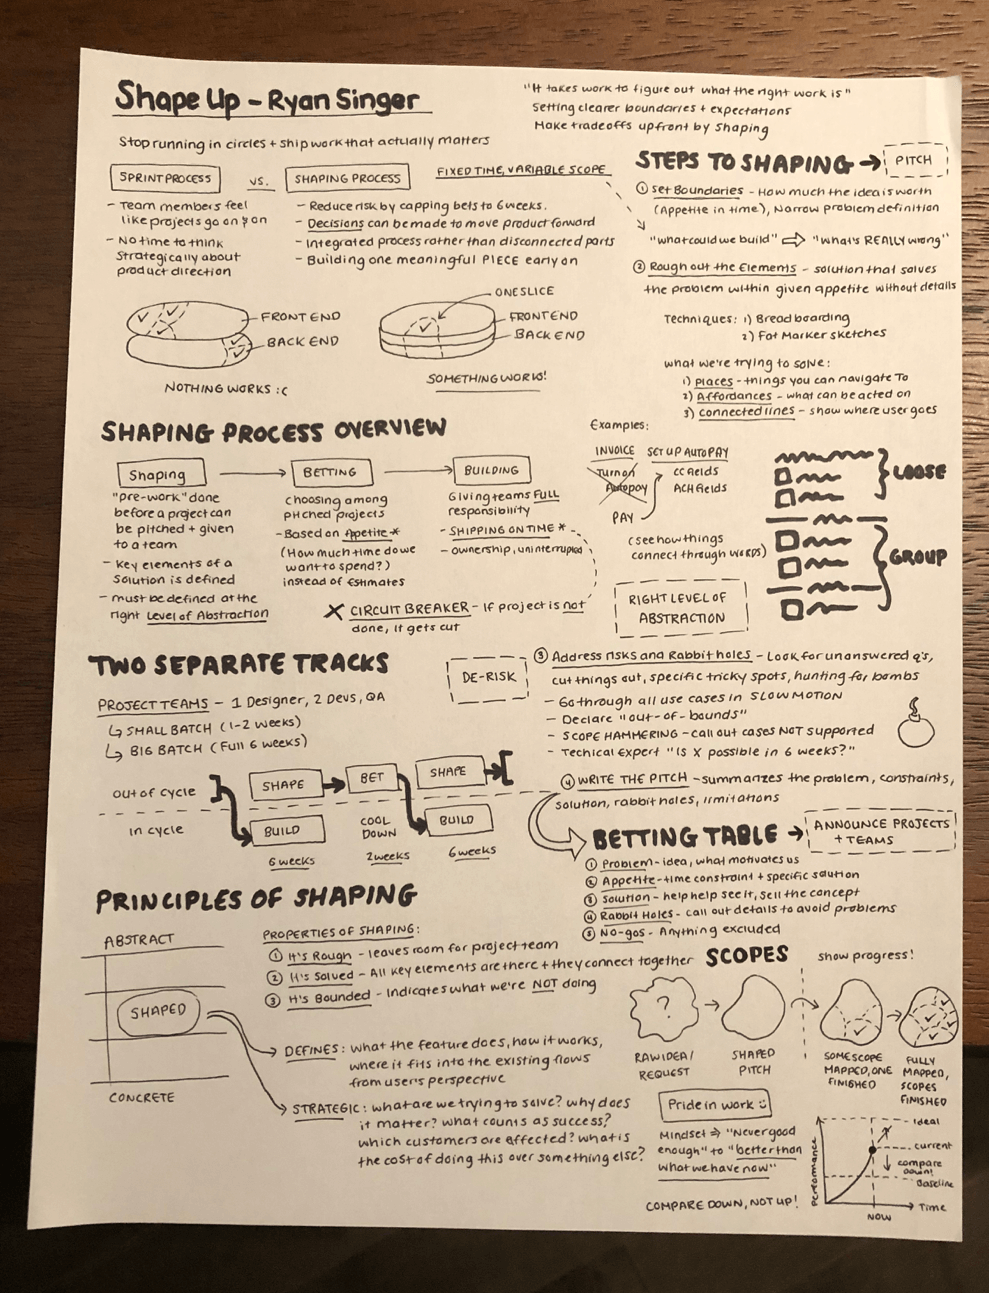 Shape Up - Ryan Singer
"It takes work to figure out what the right work is"
Setting clearer boundaries + expectations
Make tradeoffs upfront by shaping
Stop running in circles + ship work that actually matters
SPRINT PROCESS
VS.
SHAPING PROCESS
FIXED TIME, VARIABLE SCOPE
- Team members feel
like projects go on & on
- No time to think
strategically about
product direction
- Reduce risk by capping bets to 6 weeks.
- Decisions can be made to move product forward
- Integrated process rather than disconnected parts
- Building one meaningful PIECE early on
FRONT END
BACK END
NOTHING WORKS :(
ONE SLICE
FRONT END
BACK END
SOMETHING WORKS!
STEPS TO SHAPING → PITCH
① Set Boundaries - How much the idea is worth
(Appetite in time), Narrow problem definition
"what could we build" ⇒ "what's REALLY wrong"
② Rough out the Elements - solution that solves
the problem within given appetite without details
Techniques: 1) Bread boarding
2) Fat Marker sketches
what we're trying to solve:
1) Places - things you can navigate to
2) Affordances - what can be acted on
3) connected lines - show where user goes
Examples:
INVOICE
Turn on
Autopay
PAY
SET UP AUTOPAY
CC fields
ACH fields
(see how things
connect through words)
LOOSE
GROUP
RIGHT LEVEL OF
ABSTRACTION
SHAPING PROCESS OVERVIEW
Shaping
BETTING
BUILDING
"pre-work" done
before a project can
be pitched + given
to a team
- Key elements of a
solution is defined
- must be defined at the
right Level of Abstraction
Choosing among
pitched projects
- Based on Appetite *
(How much time do we
want to spend?)
instead of estimates
Giving teams FULL
responsibility
- SHIPPING ON TIME *
- ownership, uninterrupted
✗ CIRCUIT BREAKER - If project is not
done, it gets cut
TWO SEPARATE TRACKS
PROJECT TEAMS - 1 Designer, 2 Devs, QA
↳ SMALL BATCH (1-2 weeks)
↳ BIG BATCH (Full 6 weeks)
out of cycle
in cycle
SHAPE
BET
SHAPE
BUILD
COOL
DOWN
BUILD
6 weeks
2 weeks
6 weeks
DE-RISK
③ Address risks and Rabbit holes - Look for unanswered q's,
cut things out, specific tricky spots, hunting for bombs
- Go through all use cases in SLOW MOTION
- Declare "out-of-bounds"
- SCOPE HAMMERING - call out cases NOT supported
- Techical Expert "Is X possible in 6 weeks?"
④ WRITE THE PITCH - summarizes the problem, constraints,
solution, rabbit holes, limitations
BETTING TABLE → ANNOUNCE PROJECTS
+ TEAMS
① Problem - idea, what motivates us
② Appetite - time constraint + specific solution
③ Solution - help help see it, sell the concept
④ Rabbit Holes - call out details to avoid problems
⑤ No-gos - Anything excluded
PRINCIPLES OF SHAPING
ABSTRACT
SHAPED
CONCRETE
PROPERTIES OF SHAPING:
① It's Rough - leaves room for project team
② It's Solved - All key elements are there + they connect together
③ It's Bounded - Indicates what we're NOT doing
DEFINES: what the feature does, how it works,
where it fits into the existing flows
from user's perspective
STRATEGIC: what are we trying to solve? why does
it matter? what counts as success?
which customers are affected? what is
the cost of doing this over something else?
SCOPES
show progress!
?
RAW IDEA/
REQUEST
SHAPED
PITCH
SOME SCOPE
MAPPED, ONE
FINISHED
FULLY
MAPPED,
SCOPES
FINISHED
Pride in work
Mindset ⇒ "Never good
enough" to "better than
what we have now"
COMPARE DOWN, NOT UP!
Performance
ideal
current
compare
down!
Baseline
Time
NOW